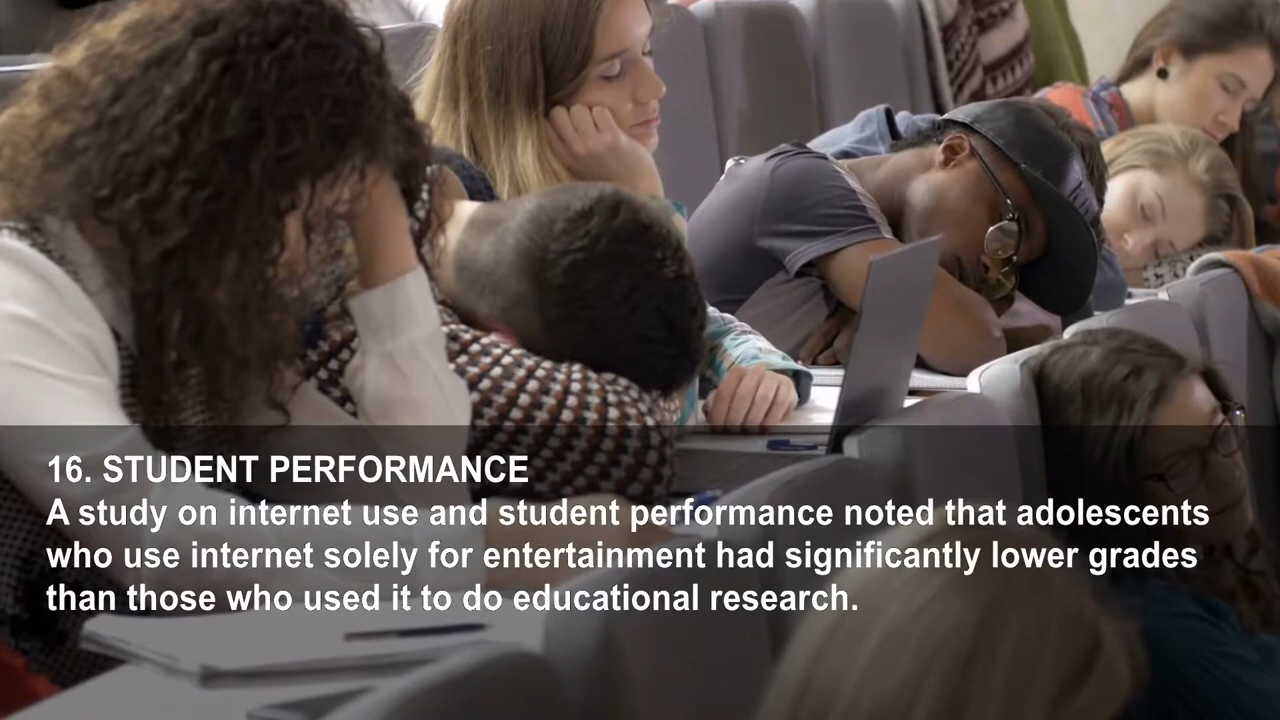 16. STUDENT PERFORMANCE
A study on internet use and student performance noted that adolescents
who use internet solely for entertainment had significantly lower grades
than those who used it to do educational research.